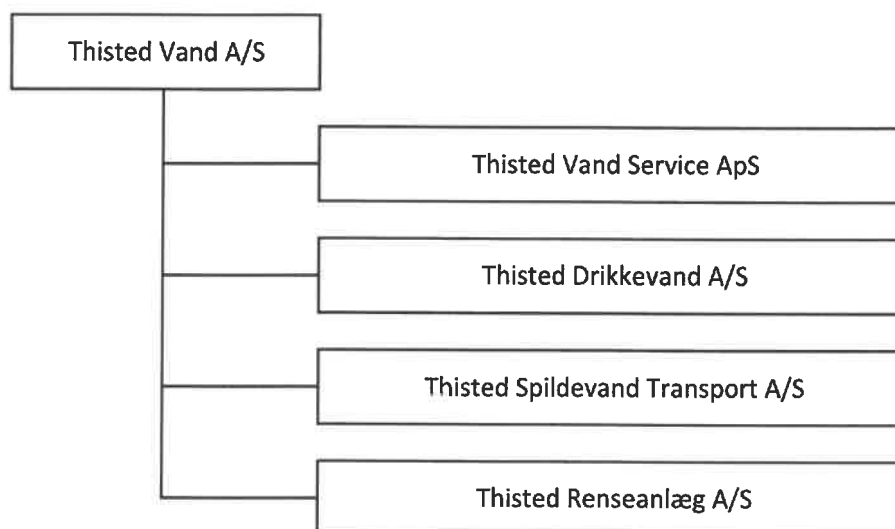 Thisted Vand A/S
Thisted Vand Service ApS
Thisted Drikkevand A/S
Thisted Spildevand Transport A/S
Thisted Renseanlæg A/S